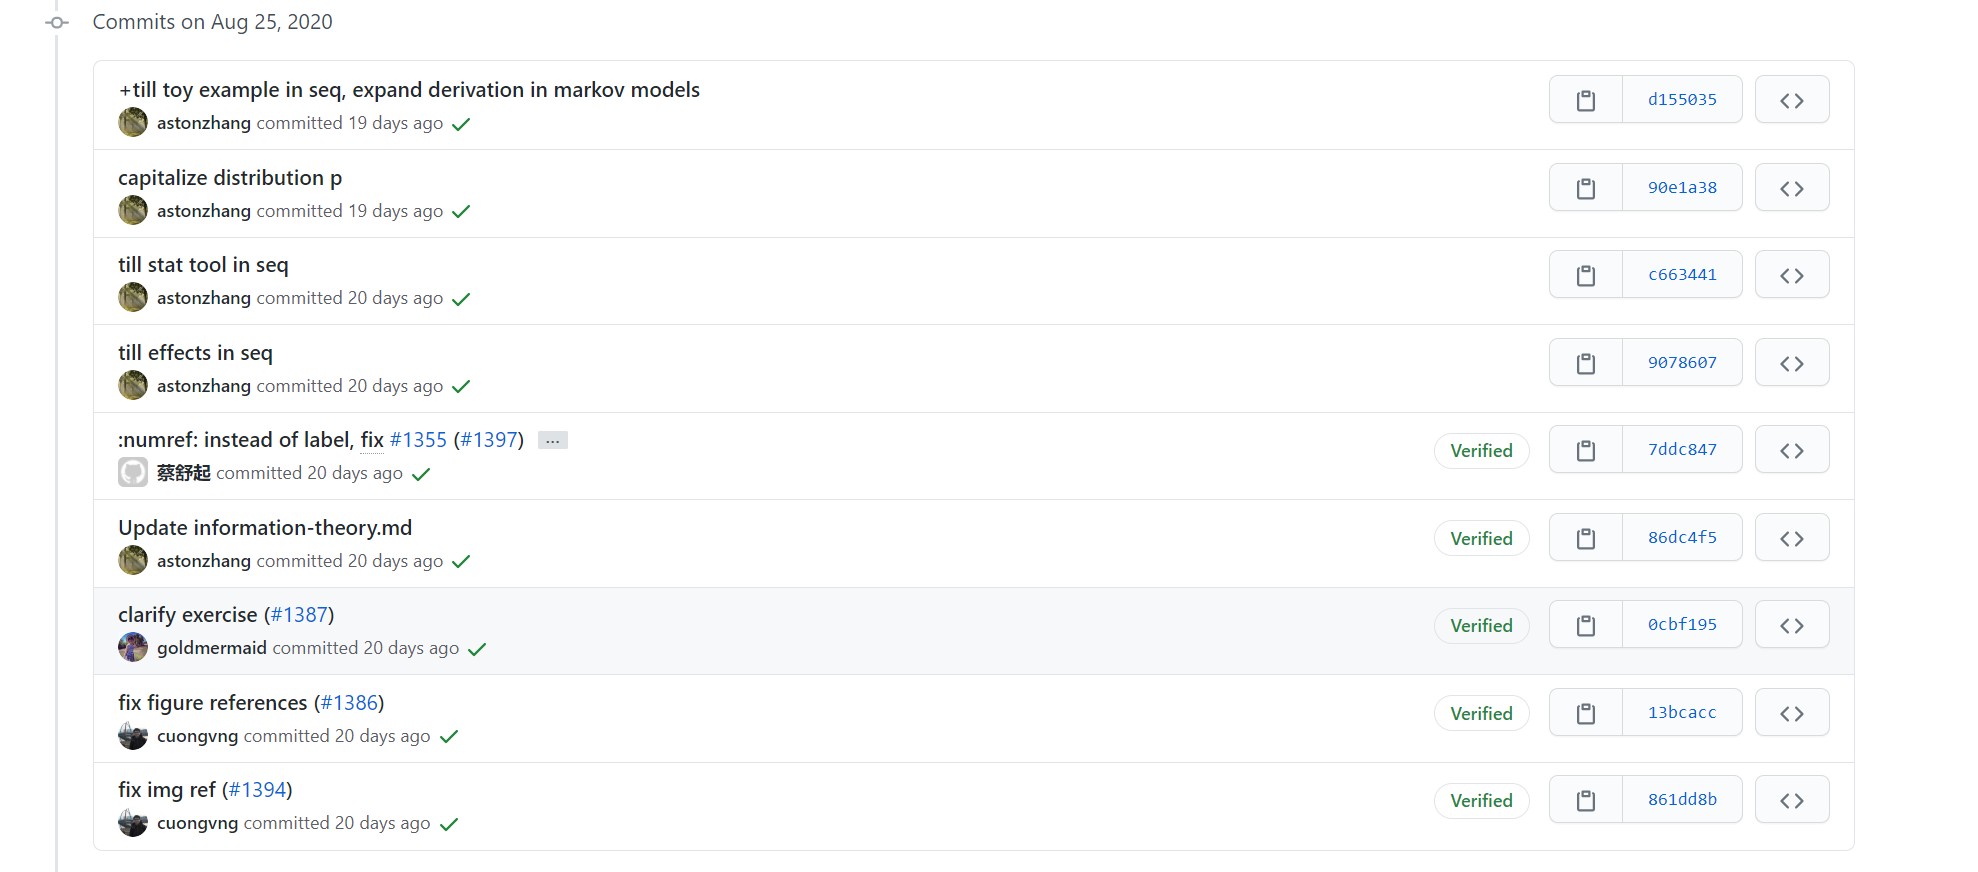 Commits on Aug 25, 2020
+till toy example in seq, expand derivation in markov models
astonzhang committed 19 days ago
d155035
capitalize distribution p
astonzhang committed 19 days ago
90e1a38
till stat tool in seq
astonzhang committed 20 days ago
c663441
till effects in seq
astonzhang committed 20 days ago
9078607
:numref: instead of label, fix #1355 (#1397) ...
蔡舒起 committed 20 days ago
Verified
7ddc847
Update information-theory.md
astonzhang committed 20 days ago
Verified
86dc4f5
clarify exercise (#1387)
goldmermaid committed 20 days ago
Verified
0cbf195
fix figure references (#1386)
cuongvng committed 20 days ago
Verified
13bcacc
fix img ref (#1394)
cuongvng committed 20 days ago
Verified
861dd8b